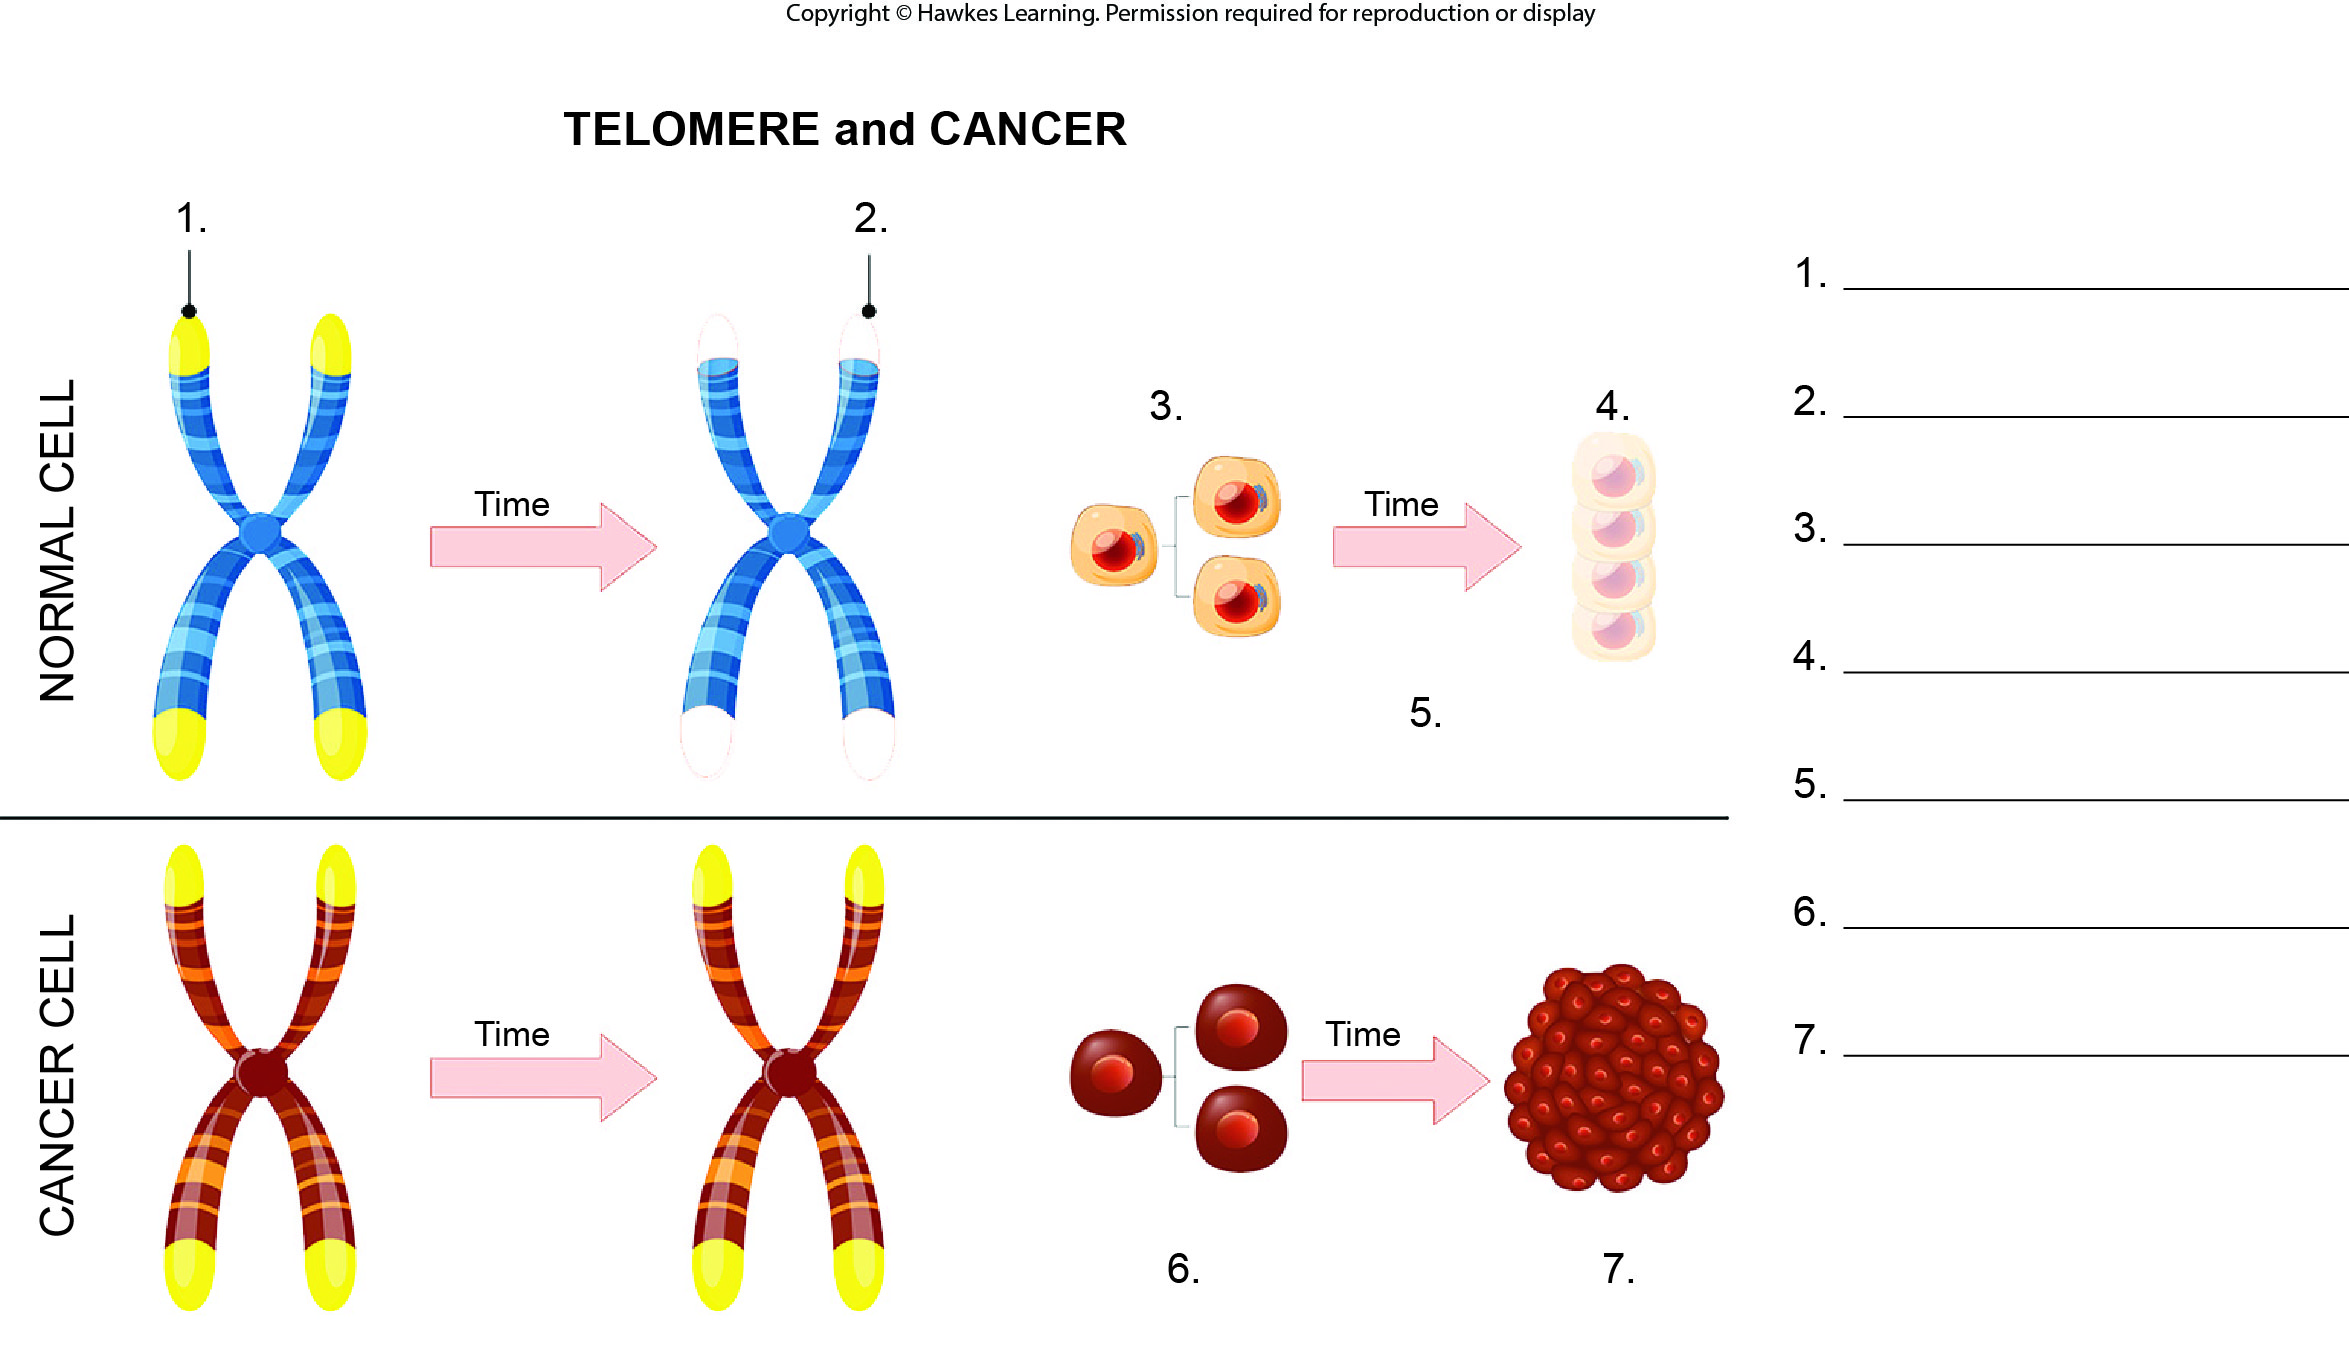 Copyright © Hawkes Learning. Permission required for reproduction or display
TELOMERE and CANCER
1.
2.
NORMAL CELL
Time
3.
Time
4.
5.
CANCER CELL
Time
Time
6.
7.
1.
2.
3.
4.
5.
6.
7.